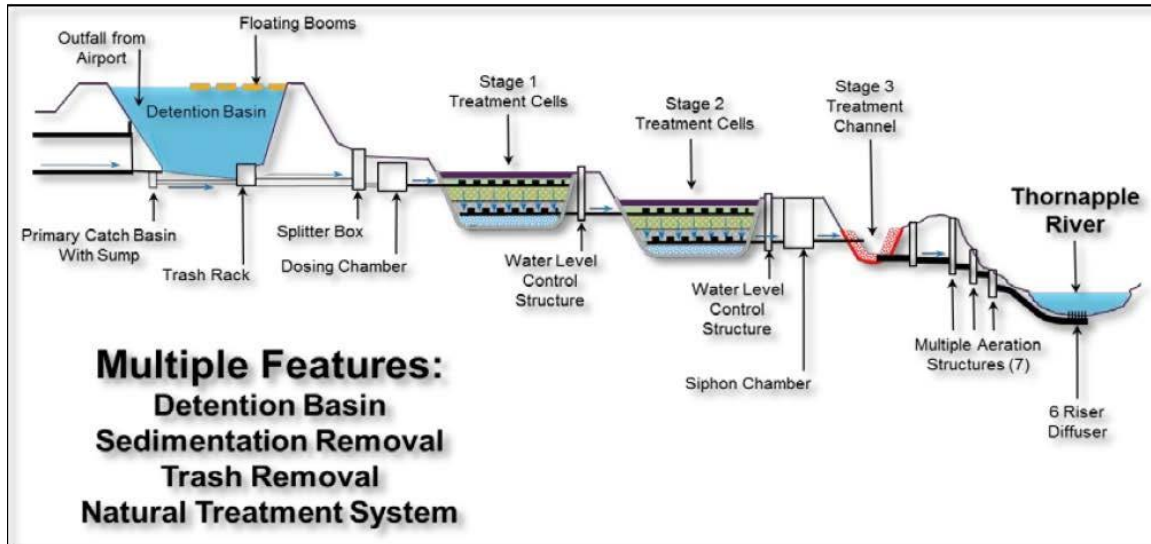 Floating Booms
Outfall from
Airport
Detention Basin
Stage 1
Treatment Cells
Stage 2
Treatment Cells
Stage 3
Treatment
Channel
Thornapple
River
Primary Catch Basin
With Sump
Trash Rack
Splitter Box
Dosing Chamber
Water Level
Control
Structure
Water Level
Control
Structure
Siphon Chamber
Multiple Aeration
Structures (7)
6 Riser
Diffuser
Multiple Features:
Detention Basin
Sedimentation Removal
Trash Removal
Natural Treatment System